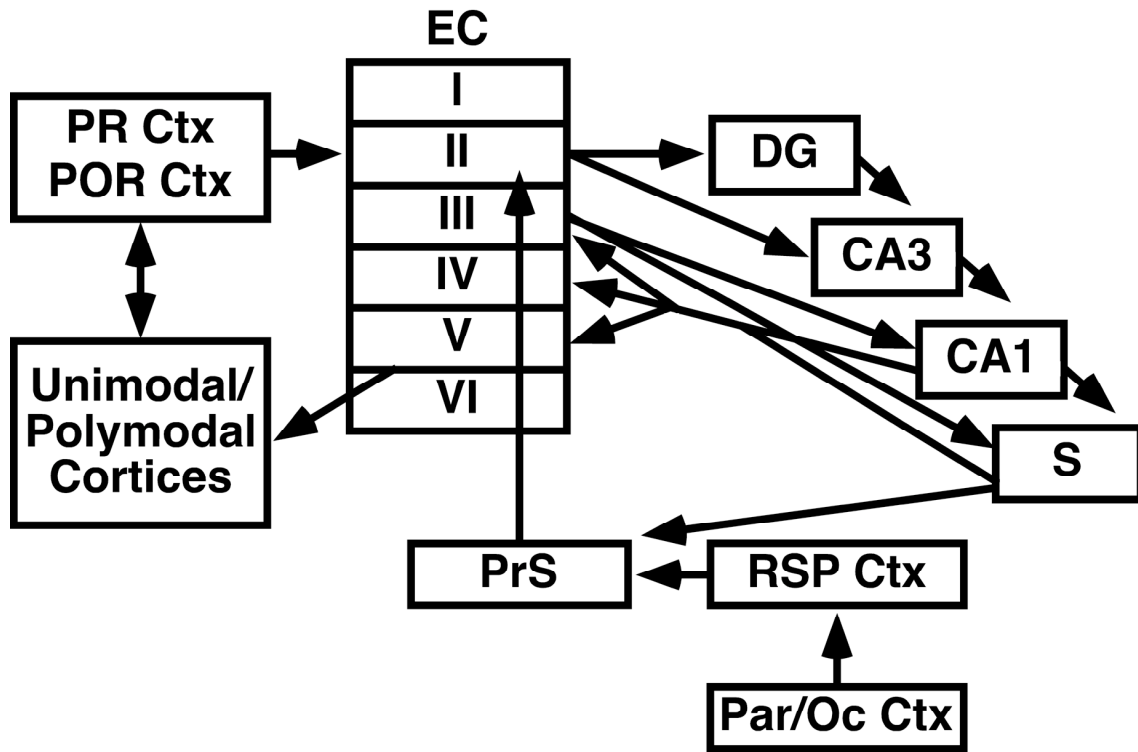 EC
I
II
III
IV
V
VI
PR Ctx
POR Ctx
Unimodal/
Polymodal
Cortices
DG
CA3
CA1
S
PrS
RSP Ctx
Par/Oc Ctx